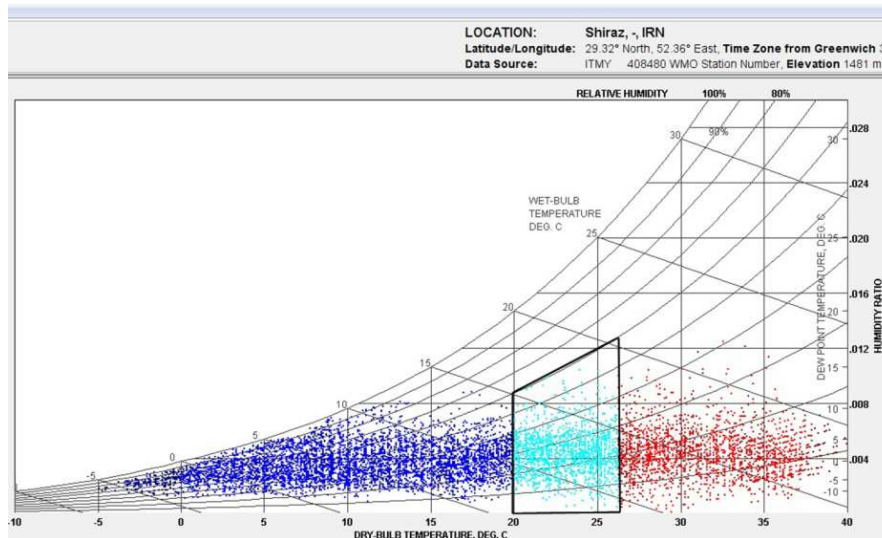 LOCATION: Shiraz, -, IRN
Latitude/Longitude: 29.32° North, 52.36° East, Time Zone from Greenwich 3
Data Source: ITMY 408480 WMO Station Number, Elevation 1481 m
RELATIVE HUMIDITY 100% 80%
90%
30
30
.028
.024
WET-BULB
TEMPERATURE
DEG. C
25
25
.020
DEW POINT TEMPERATURE, DEG. C
HUMIDITY RATIO
.016
20
20
15
.012
15
10
.008
10
5
5
0
0
.004
-5
-5
-10
-10 -5 0 5 10 15 20 25 30 35 40
DRY-BULB TEMPERATURE, DEG. C